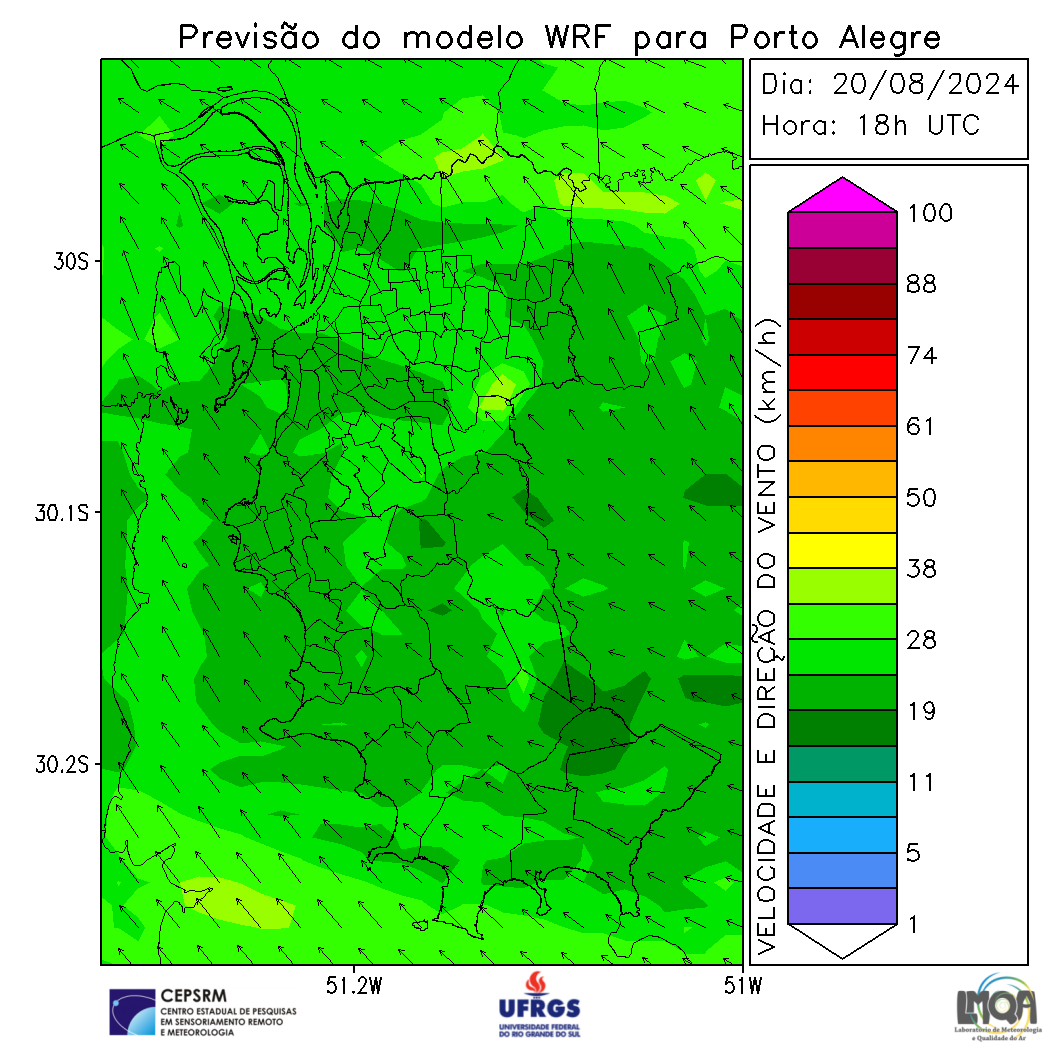 Previsão do modelo WRF para Porto Alegre
Dia: 20/08/2024
Hora: 18h UTC
30S
30.1S
30.2S
51.2W
51W
VELOCIDADE E DIREÇÃO DO VENTO (km/h)
100
88
74
61
50
38
28
19
11
5
1
CEPSRM
CENTRO ESTADUAL DE PESQUISAS
EM SENSORIAMENTO REMOTO
E METEOROLOGIA
UFRGS
UNIVERSIDADE FEDERAL
DO RIO GRANDE DO SUL
LMQA
Laboratório de Meteorologia
e Qualidade do Ar